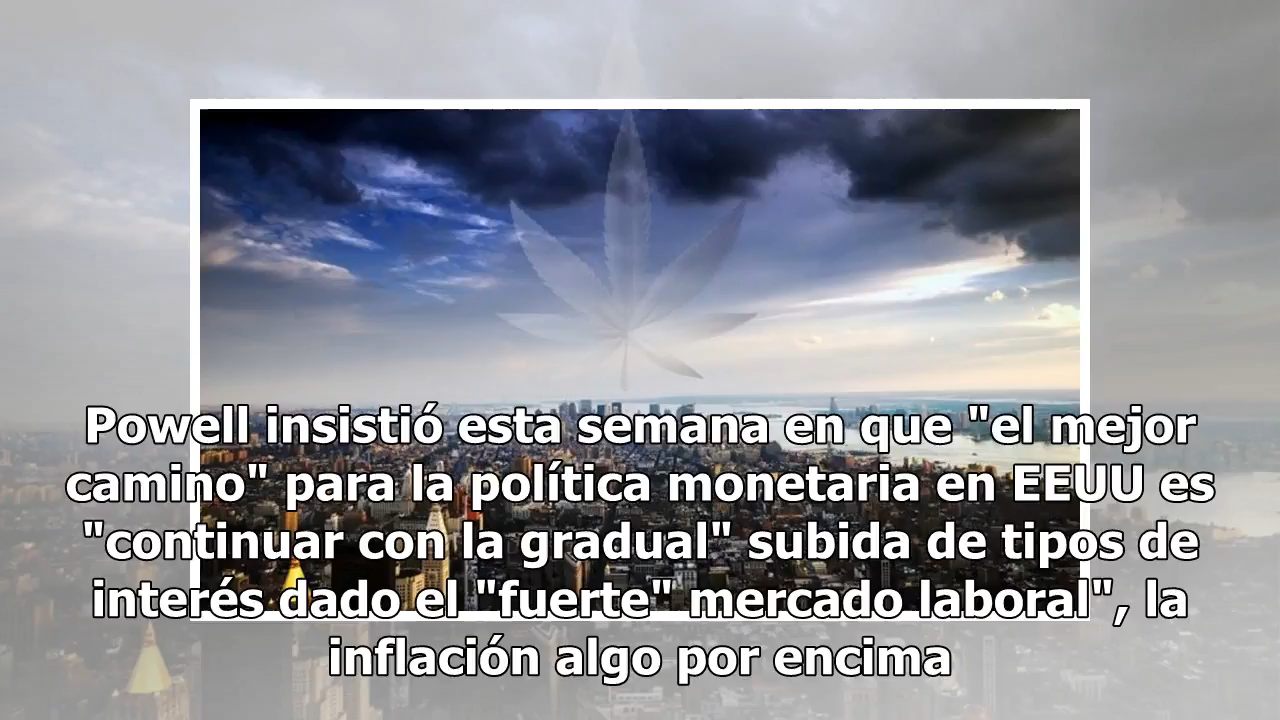 Powell insistió esta semana en que "el mejor
camino" para la política monetaria en EEUU es
"continuar con la gradual" subida de tipos de
interés dado el "fuerte" mercado laboral", la
inflación algo por encima